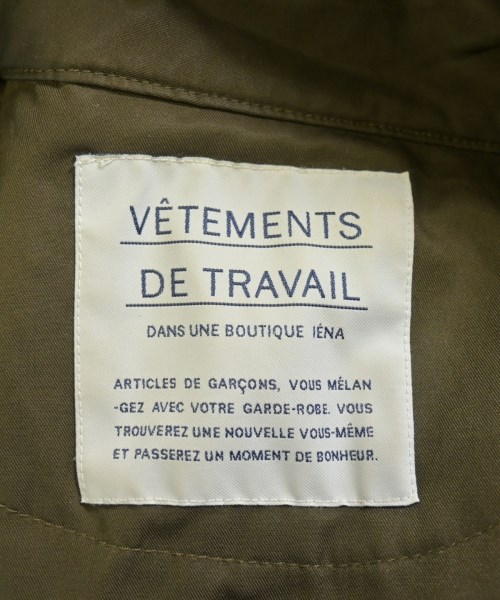 VÊTEMENTS
DE TRAVAIL
DANS UNE BOUTIQUE IÉNA
ARTICLES DE GARÇONS, VOUS MÉLAN
-GEZ AVEC VOTRE GARDE-ROBE. VOUS
TROUVEREZ UNE NOUVELLE VOUS-MÊME
ET PASSEREZ UN MOMENT DE BONHEUR.